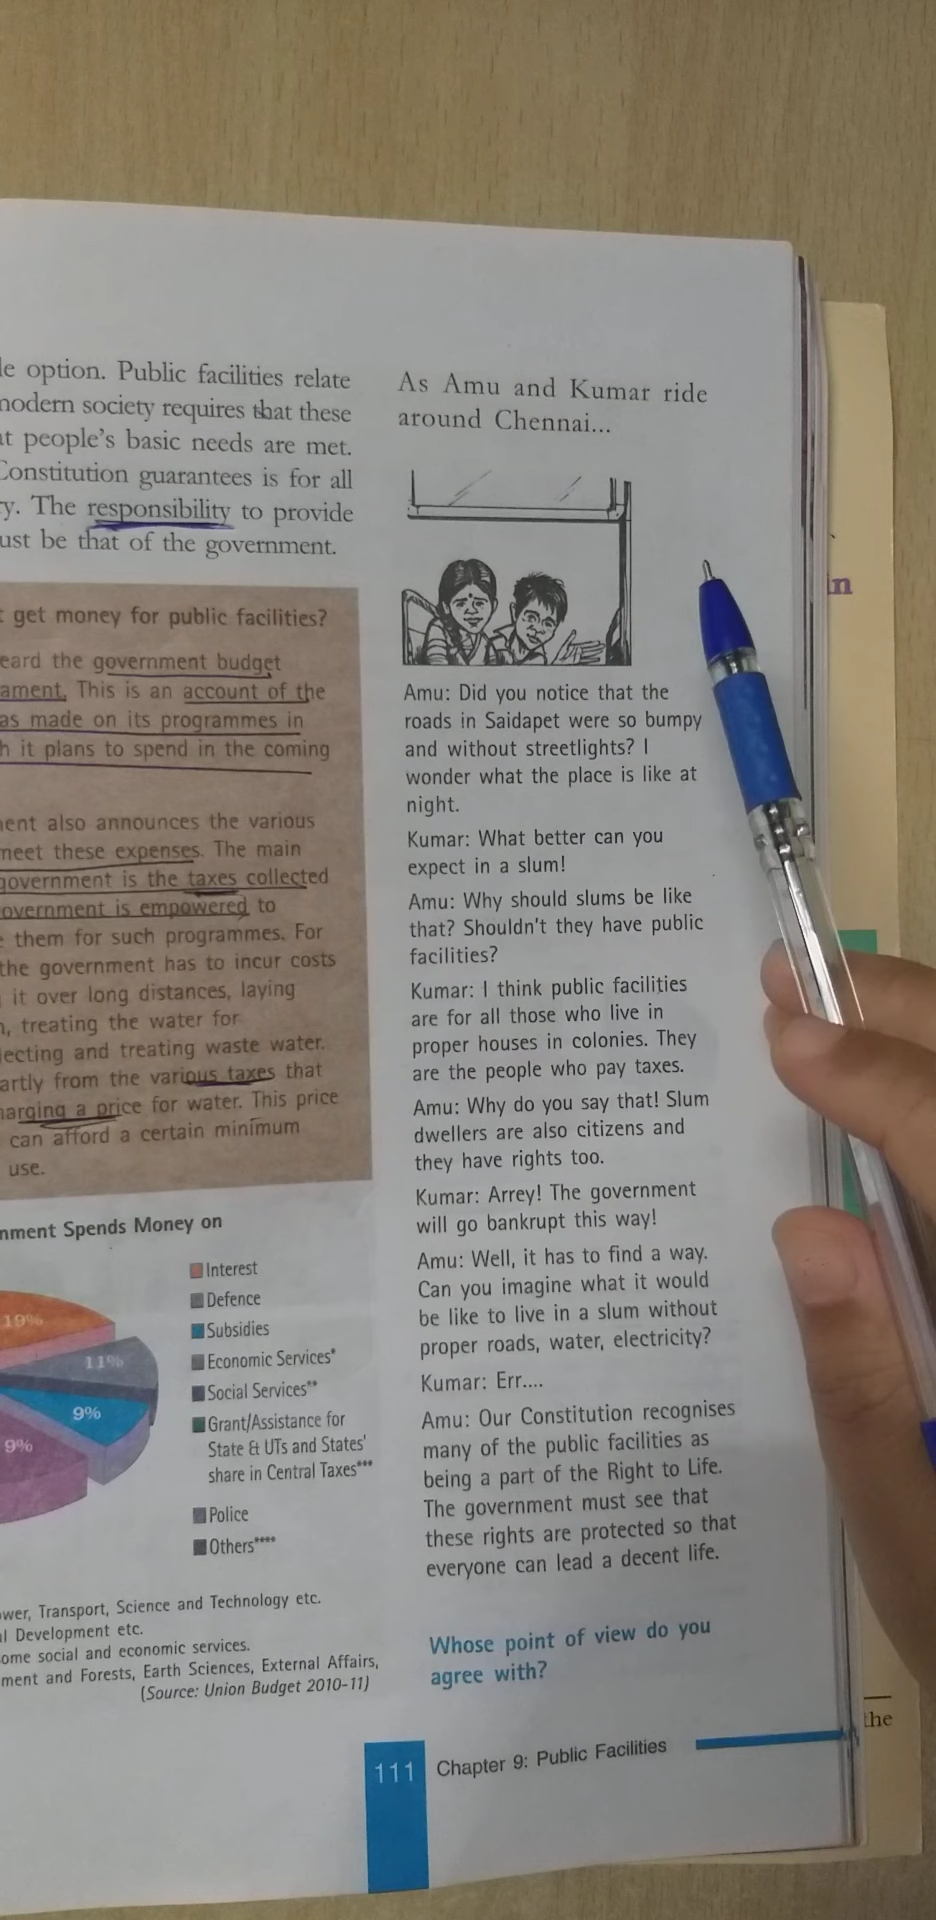 option. Public facilities relate
modern society requires that these
people's basic needs are met.
Constitution guarantees is for all
The responsibility to provide
be that of the government.
get money for public facilities?
the government budget
This is an account of the
as made on its programmes in
it plans to spend in the coming
also announces the various
meet these expenses. The main
government is the taxes collected
government is empowered to
them for such programmes. For
the government has to incur costs
it over long distances, laying
treating the water for
and treating waste water.
from the various taxes that
a price for water. This price
can afford a certain minimum
use.
Spends Money on
19%
11%
9%
9%
Interest
Defence
Subsidies
Economic Services*
Social Services**
Grant/Assistance for
State & UTs and States'
share in Central Taxes***
Police
Others****
Transport, Science and Technology etc.
Development etc.
social and economic services.
and Forests, Earth Sciences, External Affairs,
(Source: Union Budget 2010-11)
As Amu and Kumar ride
around Chennai...
Amu: Did you notice that the
roads in Saidapet were so bumpy
and without streetlights? I
wonder what the place is like at
night.
Kumar: What better can you
expect in a slum!
Amu: Why should slums be like
that? Shouldn't they have public
facilities?
Kumar: I think public facilities
are for all those who live in
proper houses in colonies. They
are the people who pay taxes.
Amu: Why do you say that! Slum
dwellers are also citizens and
they have rights too.
Kumar: Arrey! The government
will go bankrupt this way!
Amu: Well, it has to find a way.
Can you imagine what it would
be like to live in a slum without
proper roads, water, electricity?
Kumar: Err....
Amu: Our Constitution recognises
many of the public facilities as
being a part of the Right to Life.
The government must see that
these rights are protected so that
everyone can lead a decent life.
Whose point of view do you
agree with?
111 Chapter 9: Public Facilities
in
the